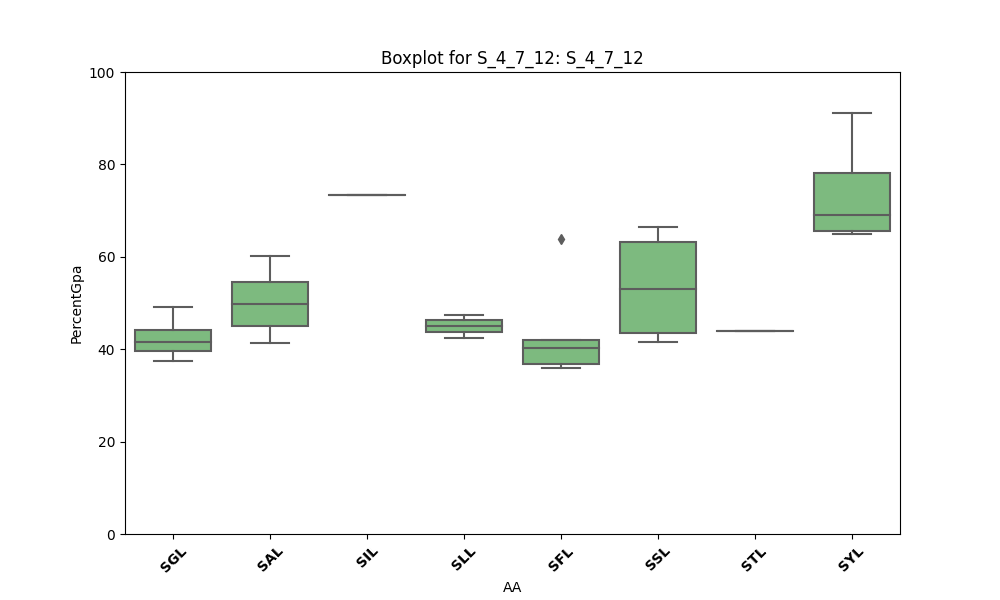 Boxplot for S_4_7_12: S_4_7_12
PercentGpa
100
80
60
40
20
0
SGL
SAL
SIL
SLL
SFL
SSL
STL
SYL
AA